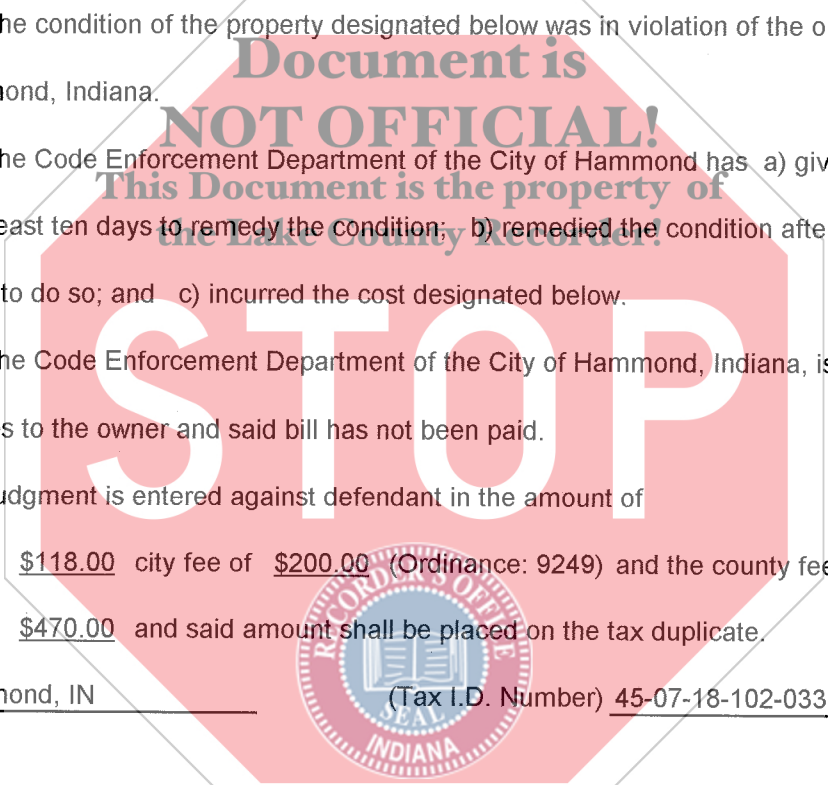 he condition of the property designated below was in violation of the o
Document is
ond, Indiana.
NOT OFFICIAL!
he Code Enforcement Department of the City of Hammond has a) giv
This Document is the property of
east ten days to remedy the condition; b) remedied the condition afte
the Lake County Recorder!
to do so; and c) incurred the cost designated below.
STOP
he Code Enforcement Department of the City of Hammond, Indiana, is
s to the owner and said bill has not been paid.
udgment is entered against defendant in the amount of
$118.00 city fee of $200.00 (Ordinance: 9249) and the county fee
$470.00 and said amount shall be placed on the tax duplicate.
RECORDER'S OFFICE
ond, IN (Tax I.D. Number) 45-07-18-102-033
SEAL
INDIANA